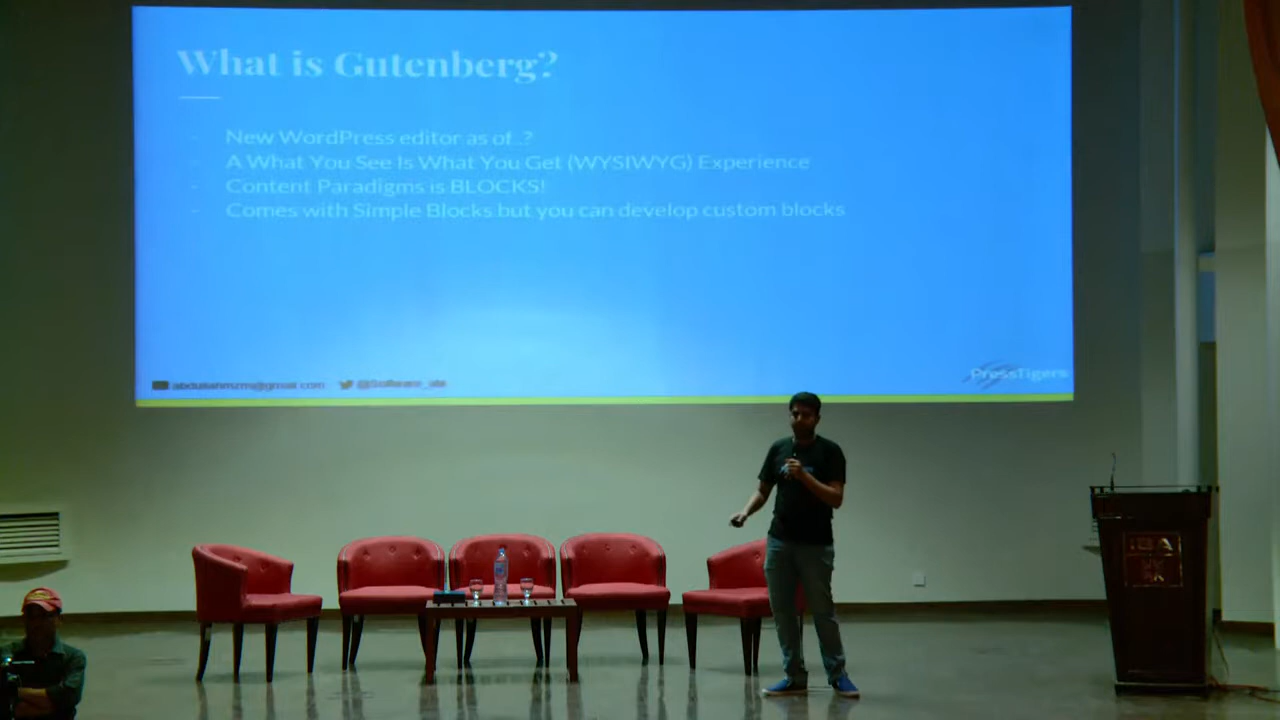 What is Gutenberg?
- New WordPress editor as of..?
- A What You See Is What You Get (WYSIWYG) Experience
- Content Paradigms is BLOCKS!
- Comes with Simple Blocks but you can develop custom blocks
PressTigers